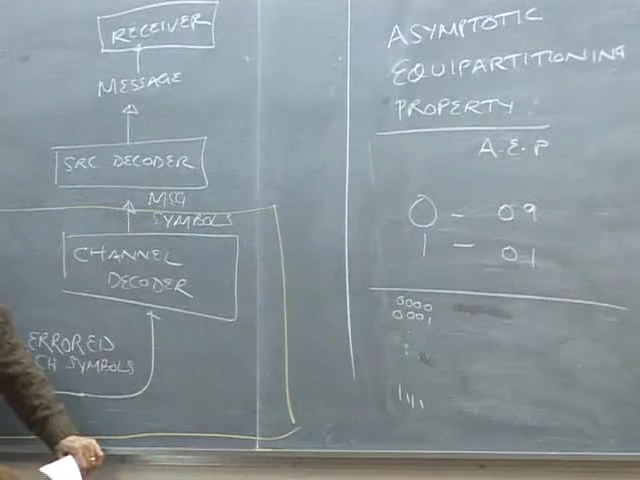 RECEIVER
MESSAGE
SRC DECODER
MSG
SYMBOLS
CHANNEL
DECODER
ERRORED
CH SYMBOLS
ASYMPTOTIC
EQUIPARTITIONING
PROPERTY
A.E.P
0 - 0.9
1 - 0.1
0000
0001
:
1111